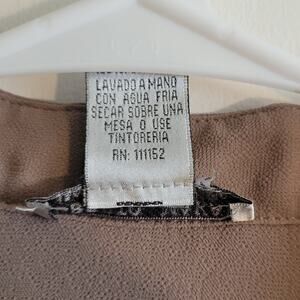 LAVADO A MANO
CON AGUA FRIA
SECAR SOBRE UNA
MESA O USE
TINTORERIA
RN: 111152